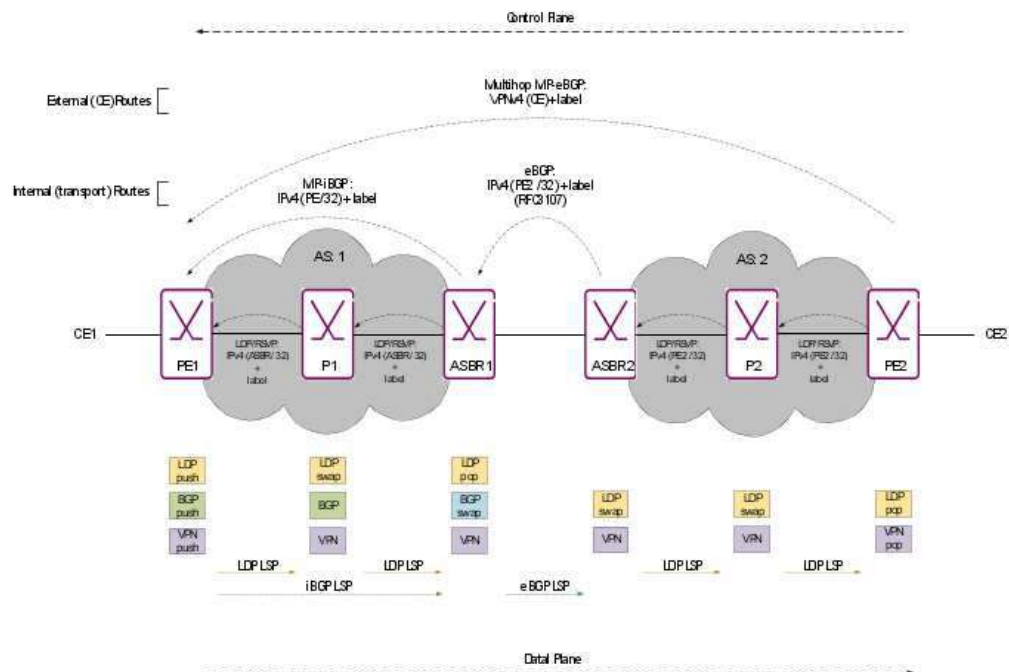 Control Plane
External (CE) Routes
Multihop MP-eBGP:
VPNv4 (CE) + label
Internal (transport) Routes
MP-iBGP:
IPv4 (PE/32) + label
eBGP:
IPv4 (PE2 /32) + label
(RFC3107)
AS: 1
AS: 2
CE1
PE1
P1
ASBR1
ASBR2
P2
PE2
CE2
LDP/RSVP:
IPv4 (ASBR/ 32)
+
label
LDP/RSVP:
IPv4 (ASBR/ 32)
+
label
LDP/RSVP:
IPv4 (PE2 /32)
+
label
LDP/RSVP:
IPv4 (PE2/32)
+
label
LDP
push
LDP
swap
LDP
pop
BGP
push
BGP
BGP
swap
LDP
swap
LDP
swap
LDP
pop
VPN
push
VPN
VPN
VPN
VPN
VPN
pop
LDP LSP
LDP LSP
LDP LSP
LDP LSP
iBGP LSP
eBGP LSP
Datal Plane